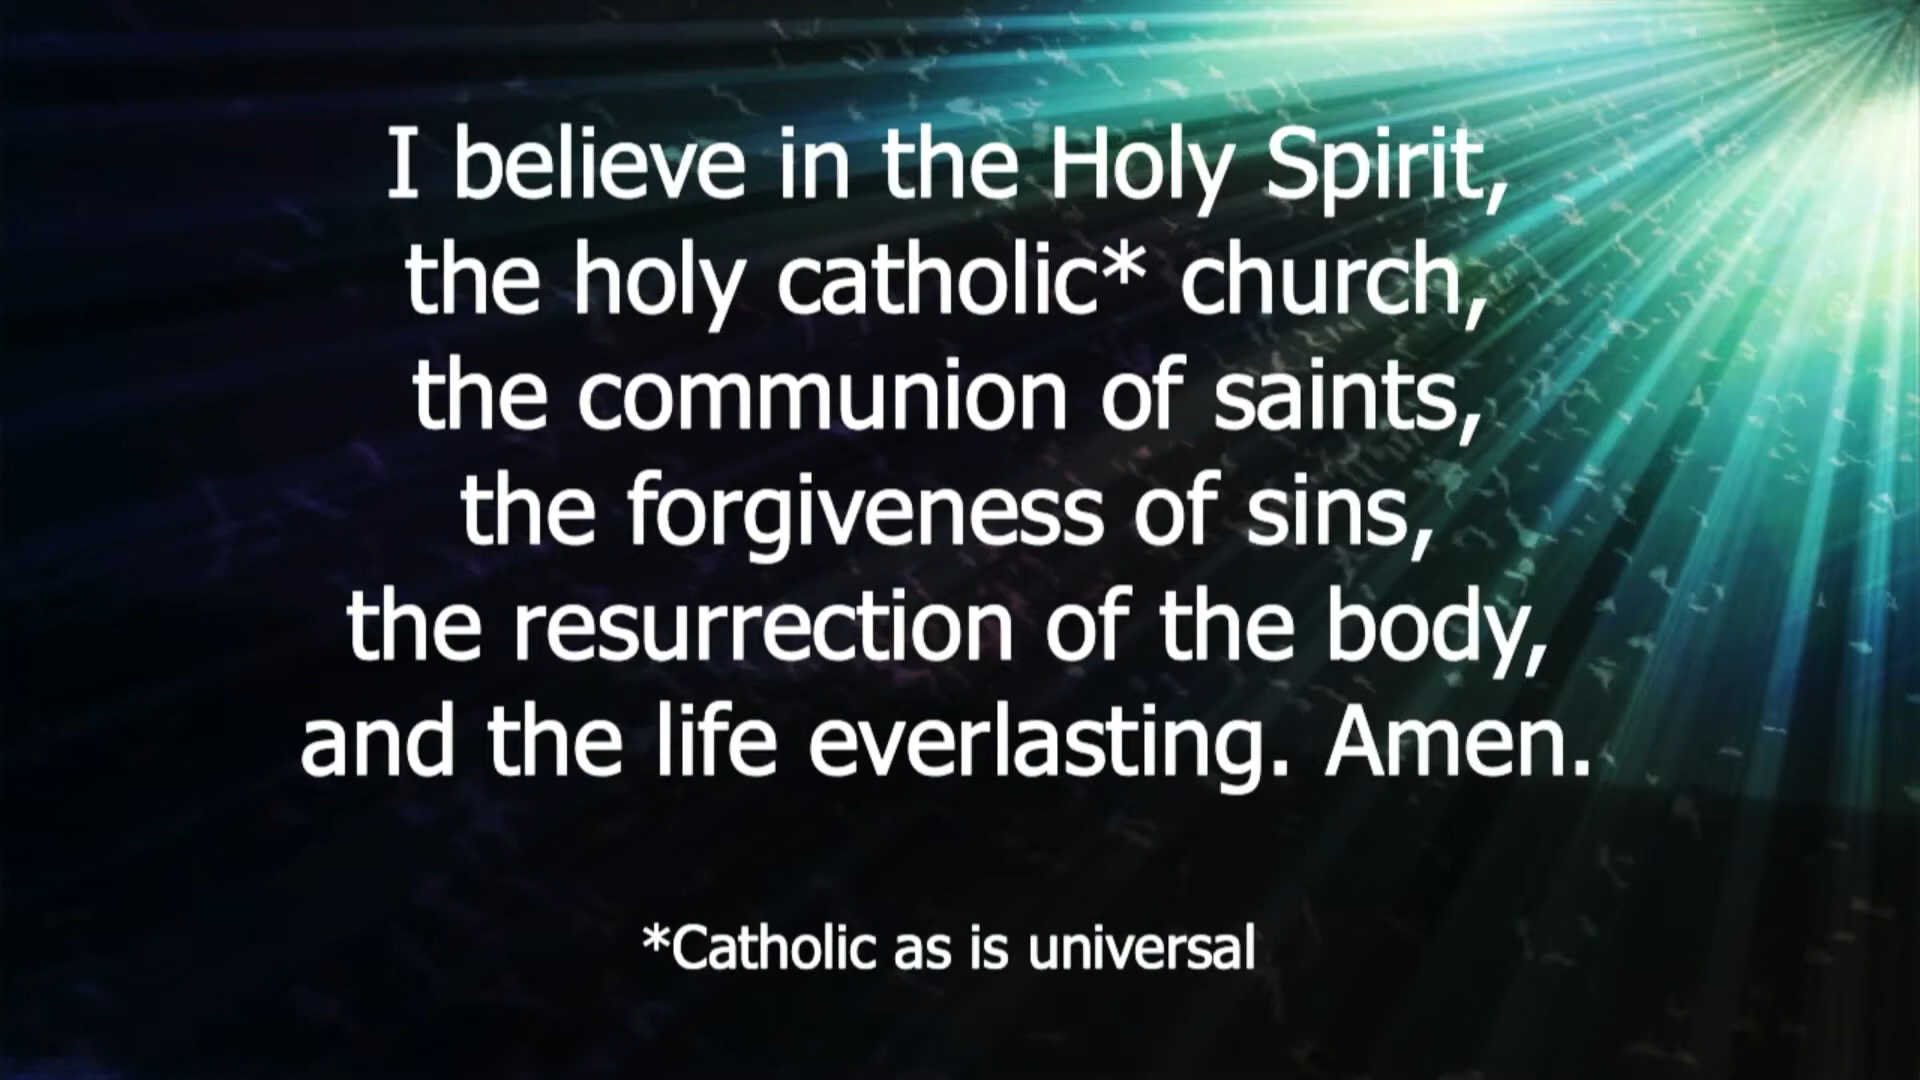 I believe in the Holy Spirit,
the holy catholic* church,
the communion of saints,
the forgiveness of sins,
the resurrection of the body,
and the life everlasting. Amen.
*Catholic as is universal